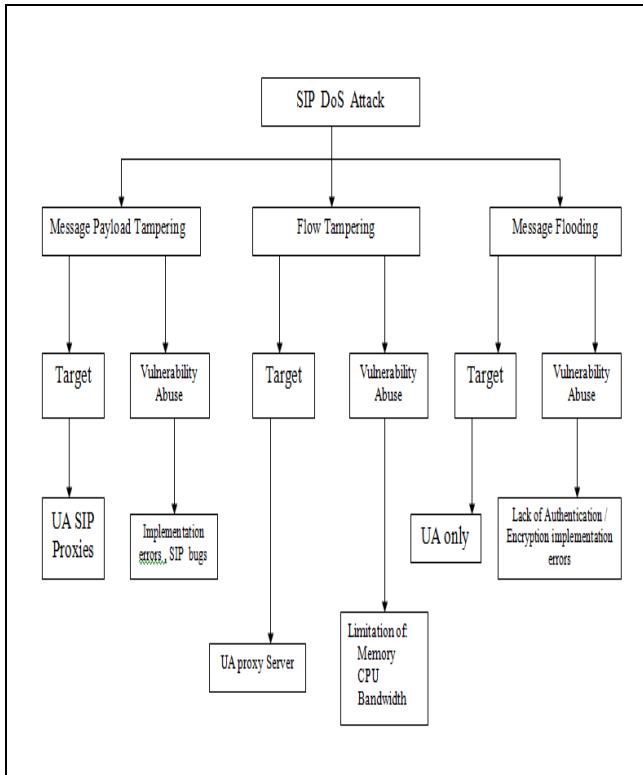 SIP DoS Attack
Message Payload Tampering
Flow Tampering
Message Flooding
Target
Vulnerability
Abuse
Target
Vulnerability
Abuse
Target
Vulnerability
Abuse
UA SIP
Proxies
Implementation
errors , SIP bugs
UA only
Lack of Authentication /
Encryption implementation
errors
UA proxy Server
Limitation of:
Memory
CPU
Bandwidth